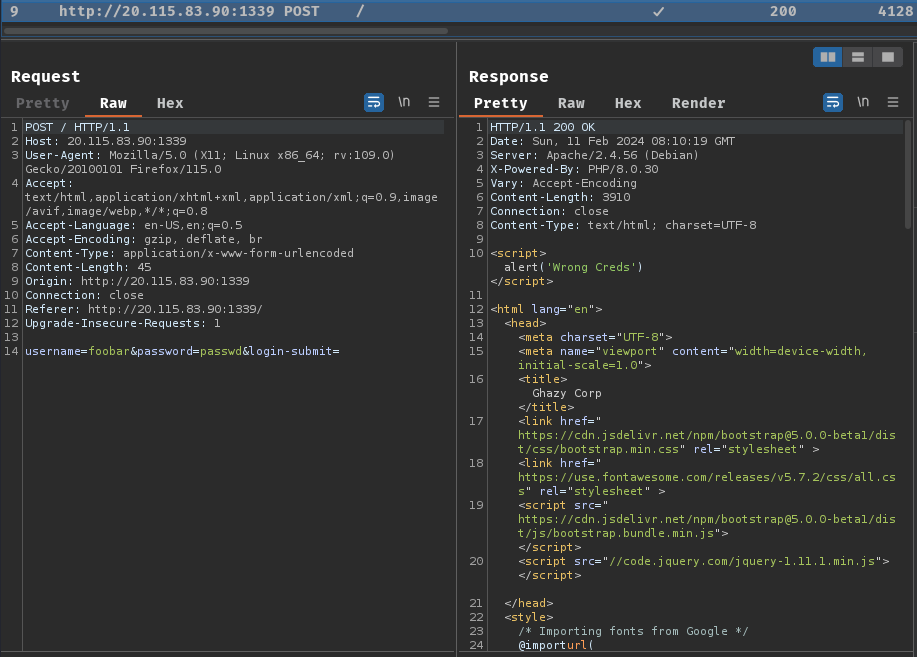 9 http://20.115.83.90:1339 POST / ✓ 200 4128
Request
Pretty Raw Hex \n
1 POST / HTTP/1.1
2 Host: 20.115.83.90:1339
3 User-Agent: Mozilla/5.0 (X11; Linux x86_64; rv:109.0)
Gecko/20100101 Firefox/115.0
4 Accept:
text/html,application/xhtml+xml,application/xml;q=0.9,image
/avif,image/webp,*/*;q=0.8
5 Accept-Language: en-US,en;q=0.5
6 Accept-Encoding: gzip, deflate, br
7 Content-Type: application/x-www-form-urlencoded
8 Content-Length: 45
9 Origin: http://20.115.83.90:1339
10 Connection: close
11 Referer: http://20.115.83.90:1339/
12 Upgrade-Insecure-Requests: 1
13
14 username=foobar&password=passwd&login-submit=
Response
Pretty Raw Hex Render \n
1 HTTP/1.1 200 OK
2 Date: Sun, 11 Feb 2024 08:10:19 GMT
3 Server: Apache/2.4.56 (Debian)
4 X-Powered-By: PHP/8.0.30
5 Vary: Accept-Encoding
6 Content-Length: 3910
7 Connection: close
8 Content-Type: text/html; charset=UTF-8
9
10 <script>
alert('Wrong Creds')
</script>
11
12 <html lang="en">
13 <head>
14 <meta charset="UTF-8">
15 <meta name="viewport" content="width=device-width,
initial-scale=1.0">
16 <title>
Ghazy Corp
</title>
17 <link href="
https://cdn.jsdelivr.net/npm/bootstrap@5.0.0-beta1/dis
t/css/bootstrap.min.css" rel="stylesheet" >
18 <link href="
https://use.fontawesome.com/releases/v5.7.2/css/all.cs
s" rel="stylesheet" >
19 <script src="
https://cdn.jsdelivr.net/npm/bootstrap@5.0.0-beta1/dis
t/js/bootstrap.bundle.min.js">
</script>
20 <script src="//code.jquery.com/jquery-1.11.1.min.js">
</script>
21 </head>
22 <style>
23 /* Importing fonts from Google */
24 @importurl(